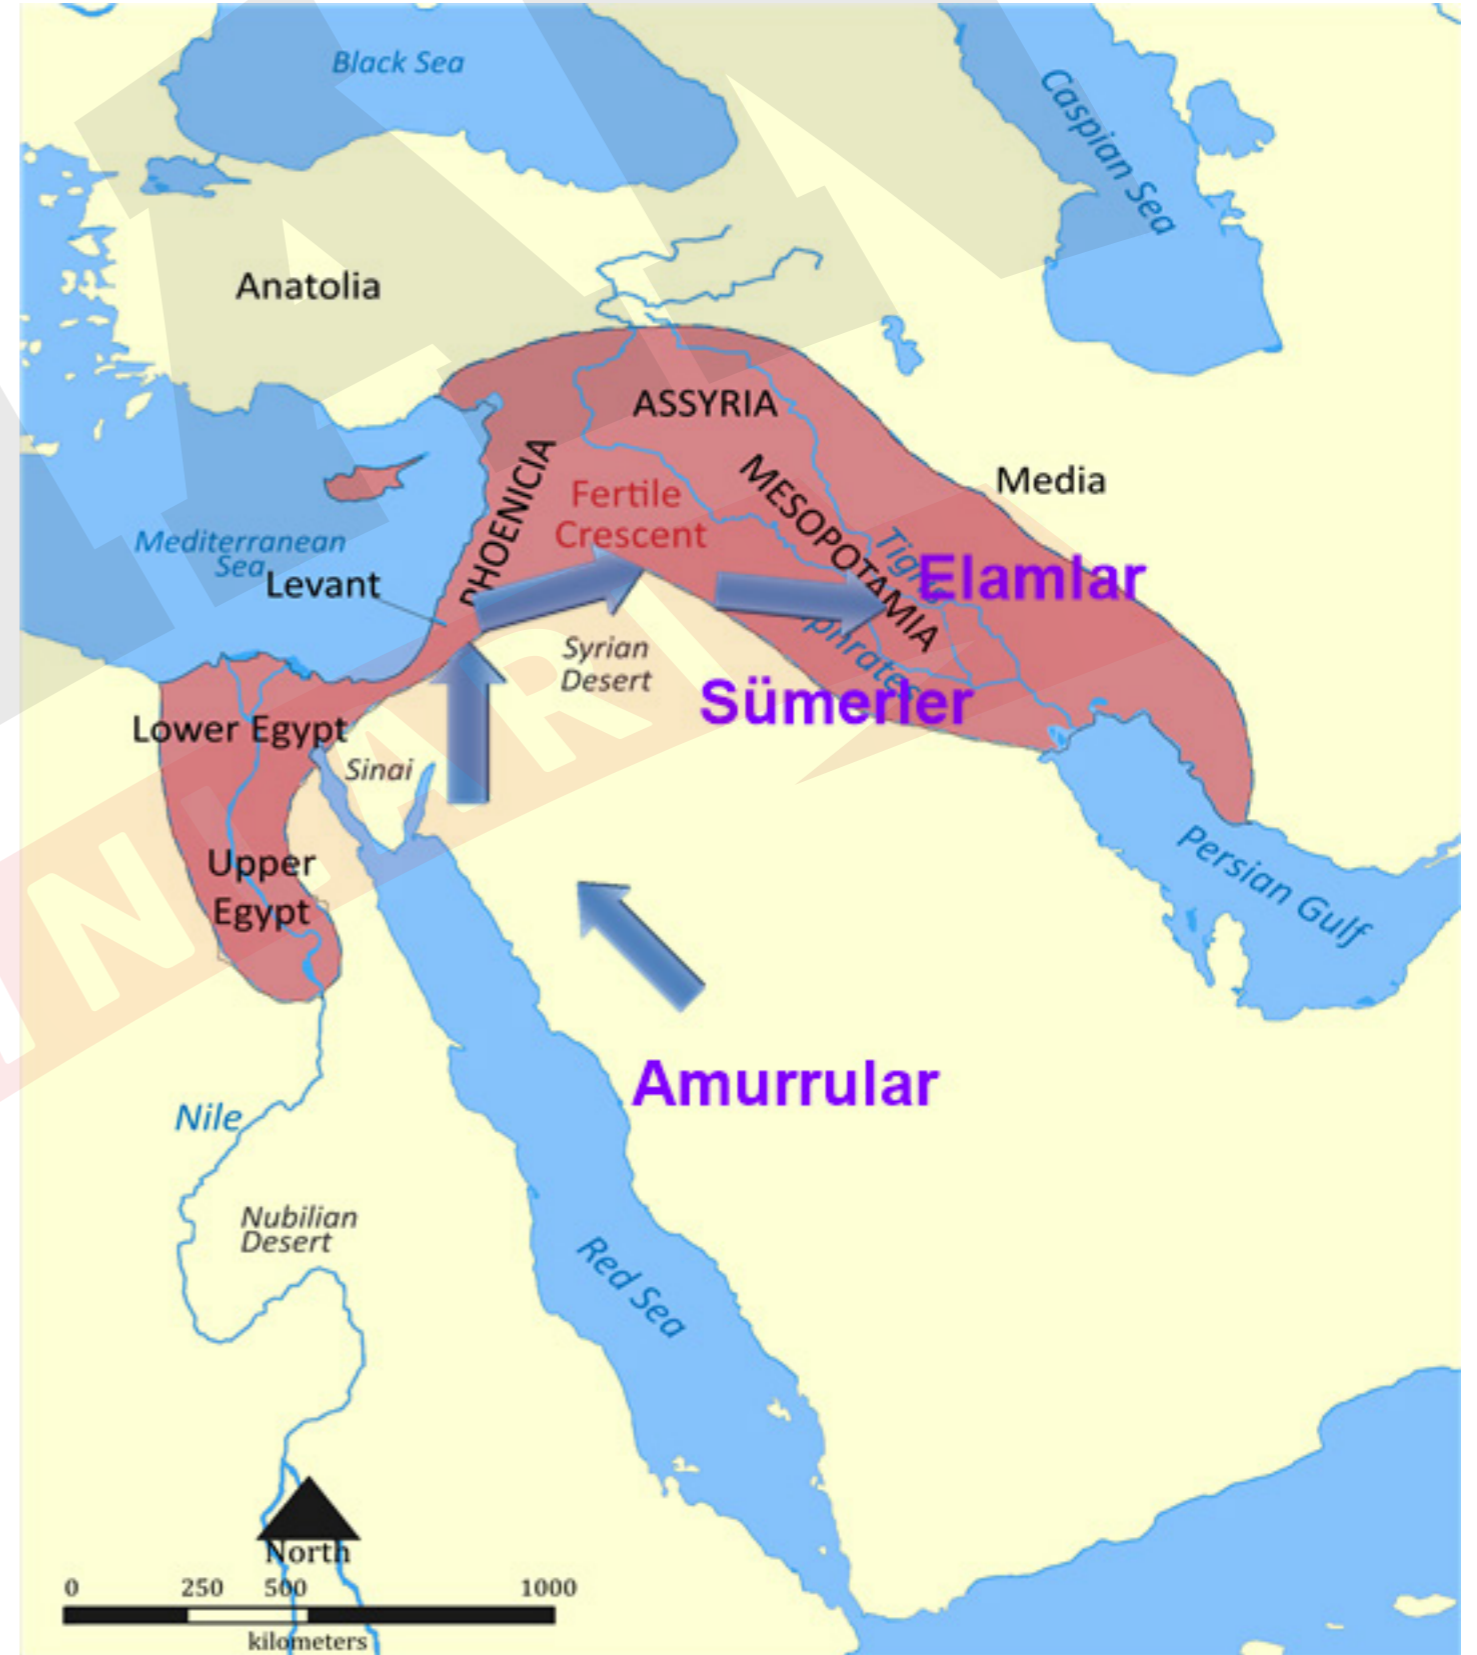 Black Sea
Caspian Sea
Anatolia
ASSYRIA
PHOENICIA
MESOPOTAMIA
Media
Fertile
Crescent
Mediterranean
Sea
Levant
Elamlar
Syrian
Desert
Sümerler
Lower Egypt
Sinai
Upper
Egypt
Persian Gulf
Amurrular
Nile
Nubilian
Desert
Red Sea
North
0 250 500 1000
kilometers